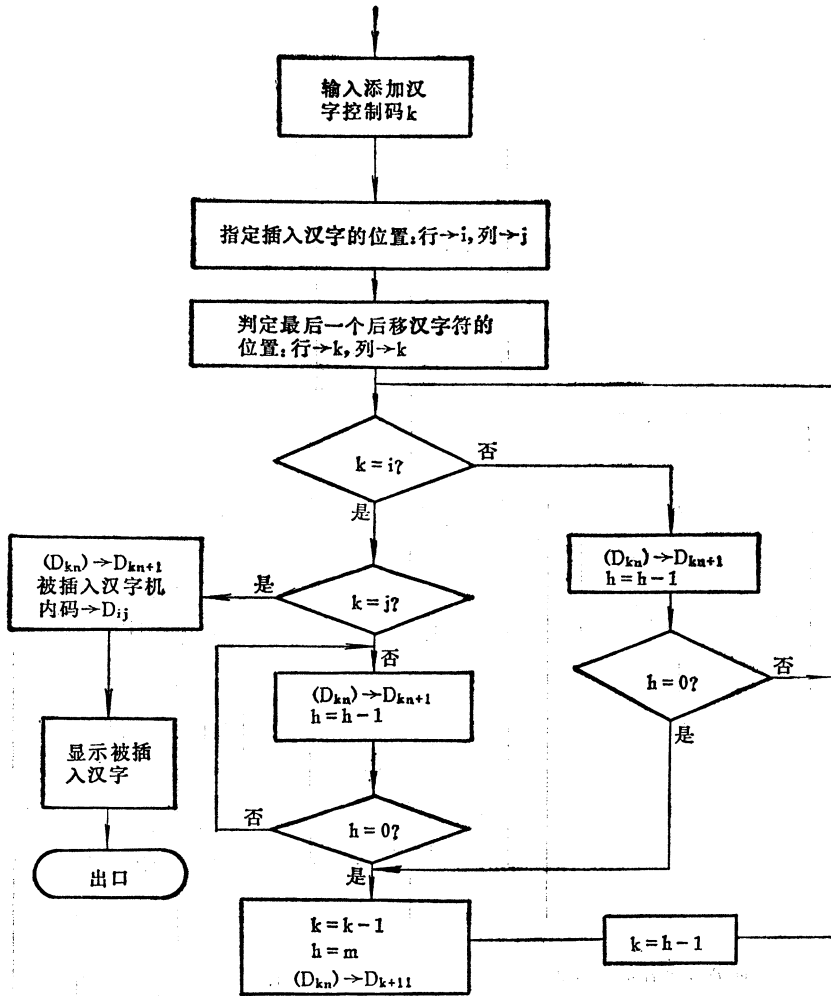 输入添加汉
字控制码k
指定插入汉字的位置:行→i,列→j
判定最后一个后移汉字符的
位置:行→k,列→k
k=i?
否
是
(Dkn)→Dkn+1
被插入汉字机
内码→Dij
是
k=j?
(Dkn)→Dkn+1
h=h-1
否
(Dkn)→Dkn+1
h=h-1
h=0?
否
是
显示被插
入汉字
否
h=0?
是
出口
k=k-1
h=m
(Dkn)→Dk+11
k=h-1